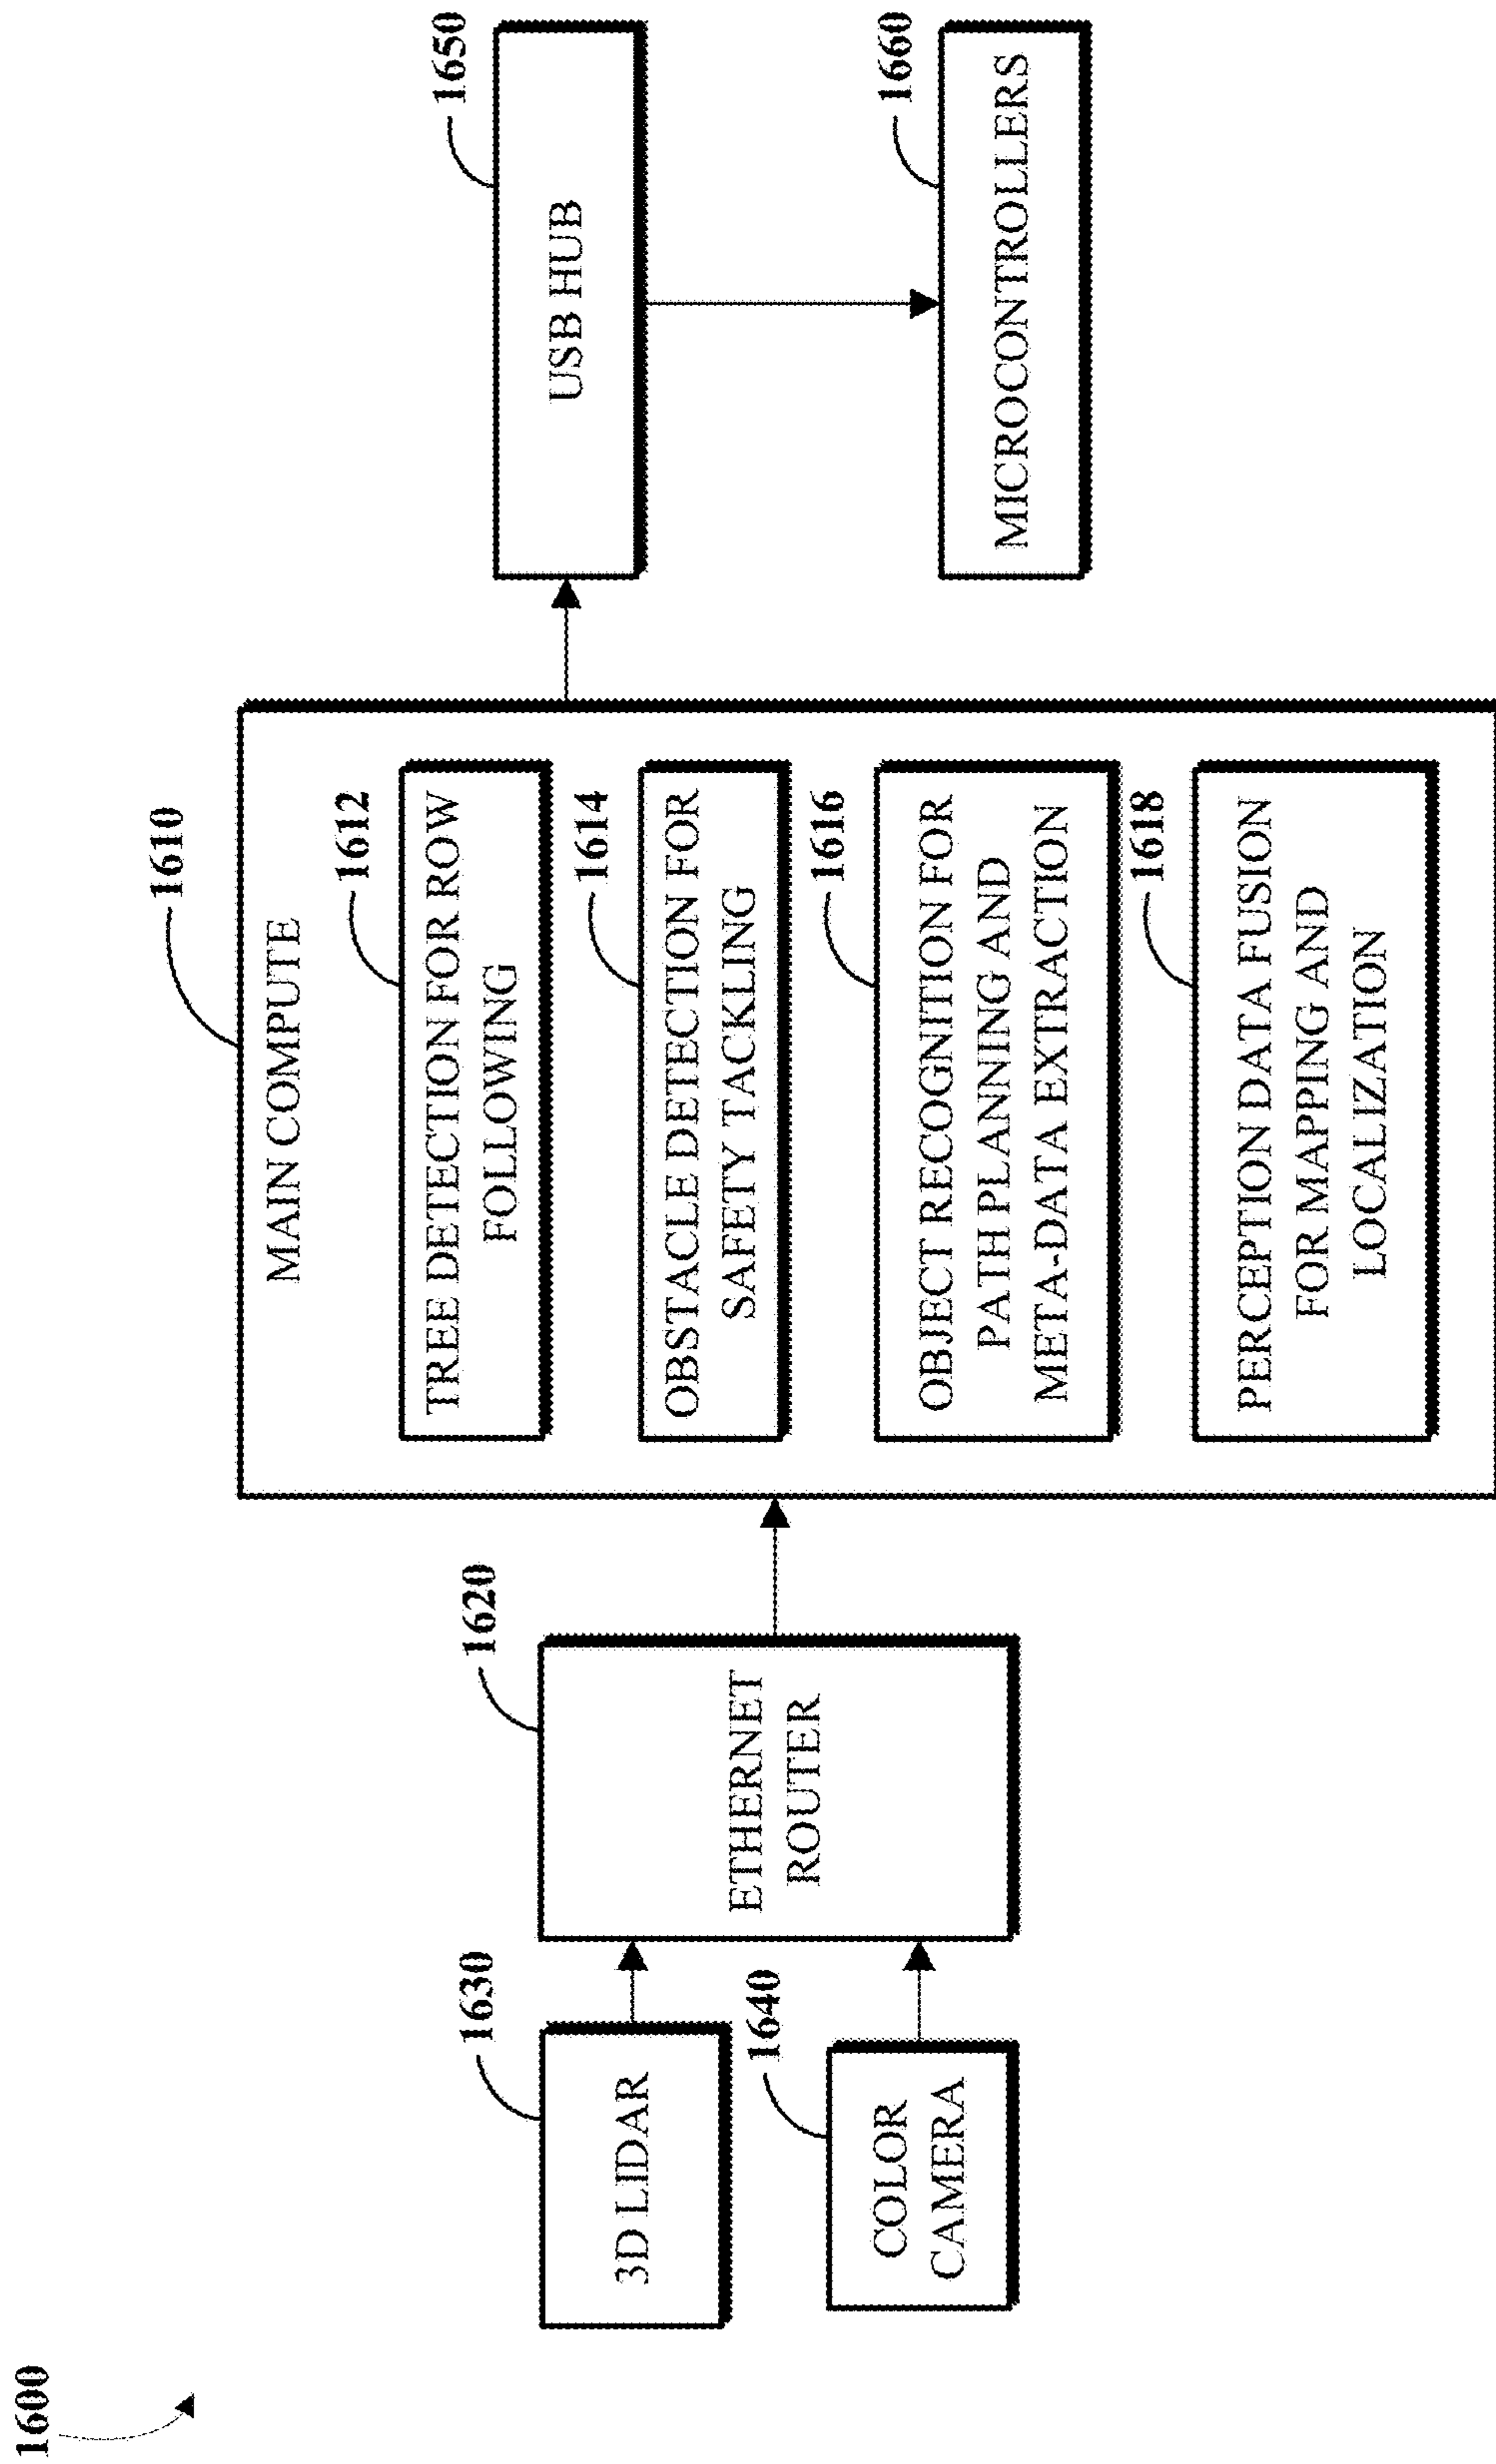 1600
1610
MAIN COMPUTE
1612
TREE DETECTION FOR ROW
FOLLOWING
1614
OBSTACLE DETECTION FOR
SAFETY TACKLING
1616
OBJECT RECOGNITION FOR
PATH PLANNING AND
META-DATA EXTRACTION
1618
PERCEPTION DATA FUSION
FOR MAPPING AND
LOCALIZATION
1620
ETHERNET
ROUTER
1630
3D LIDAR
1640
COLOR
CAMERA
1650
USB HUB
1660
MICROCONTROLLERS